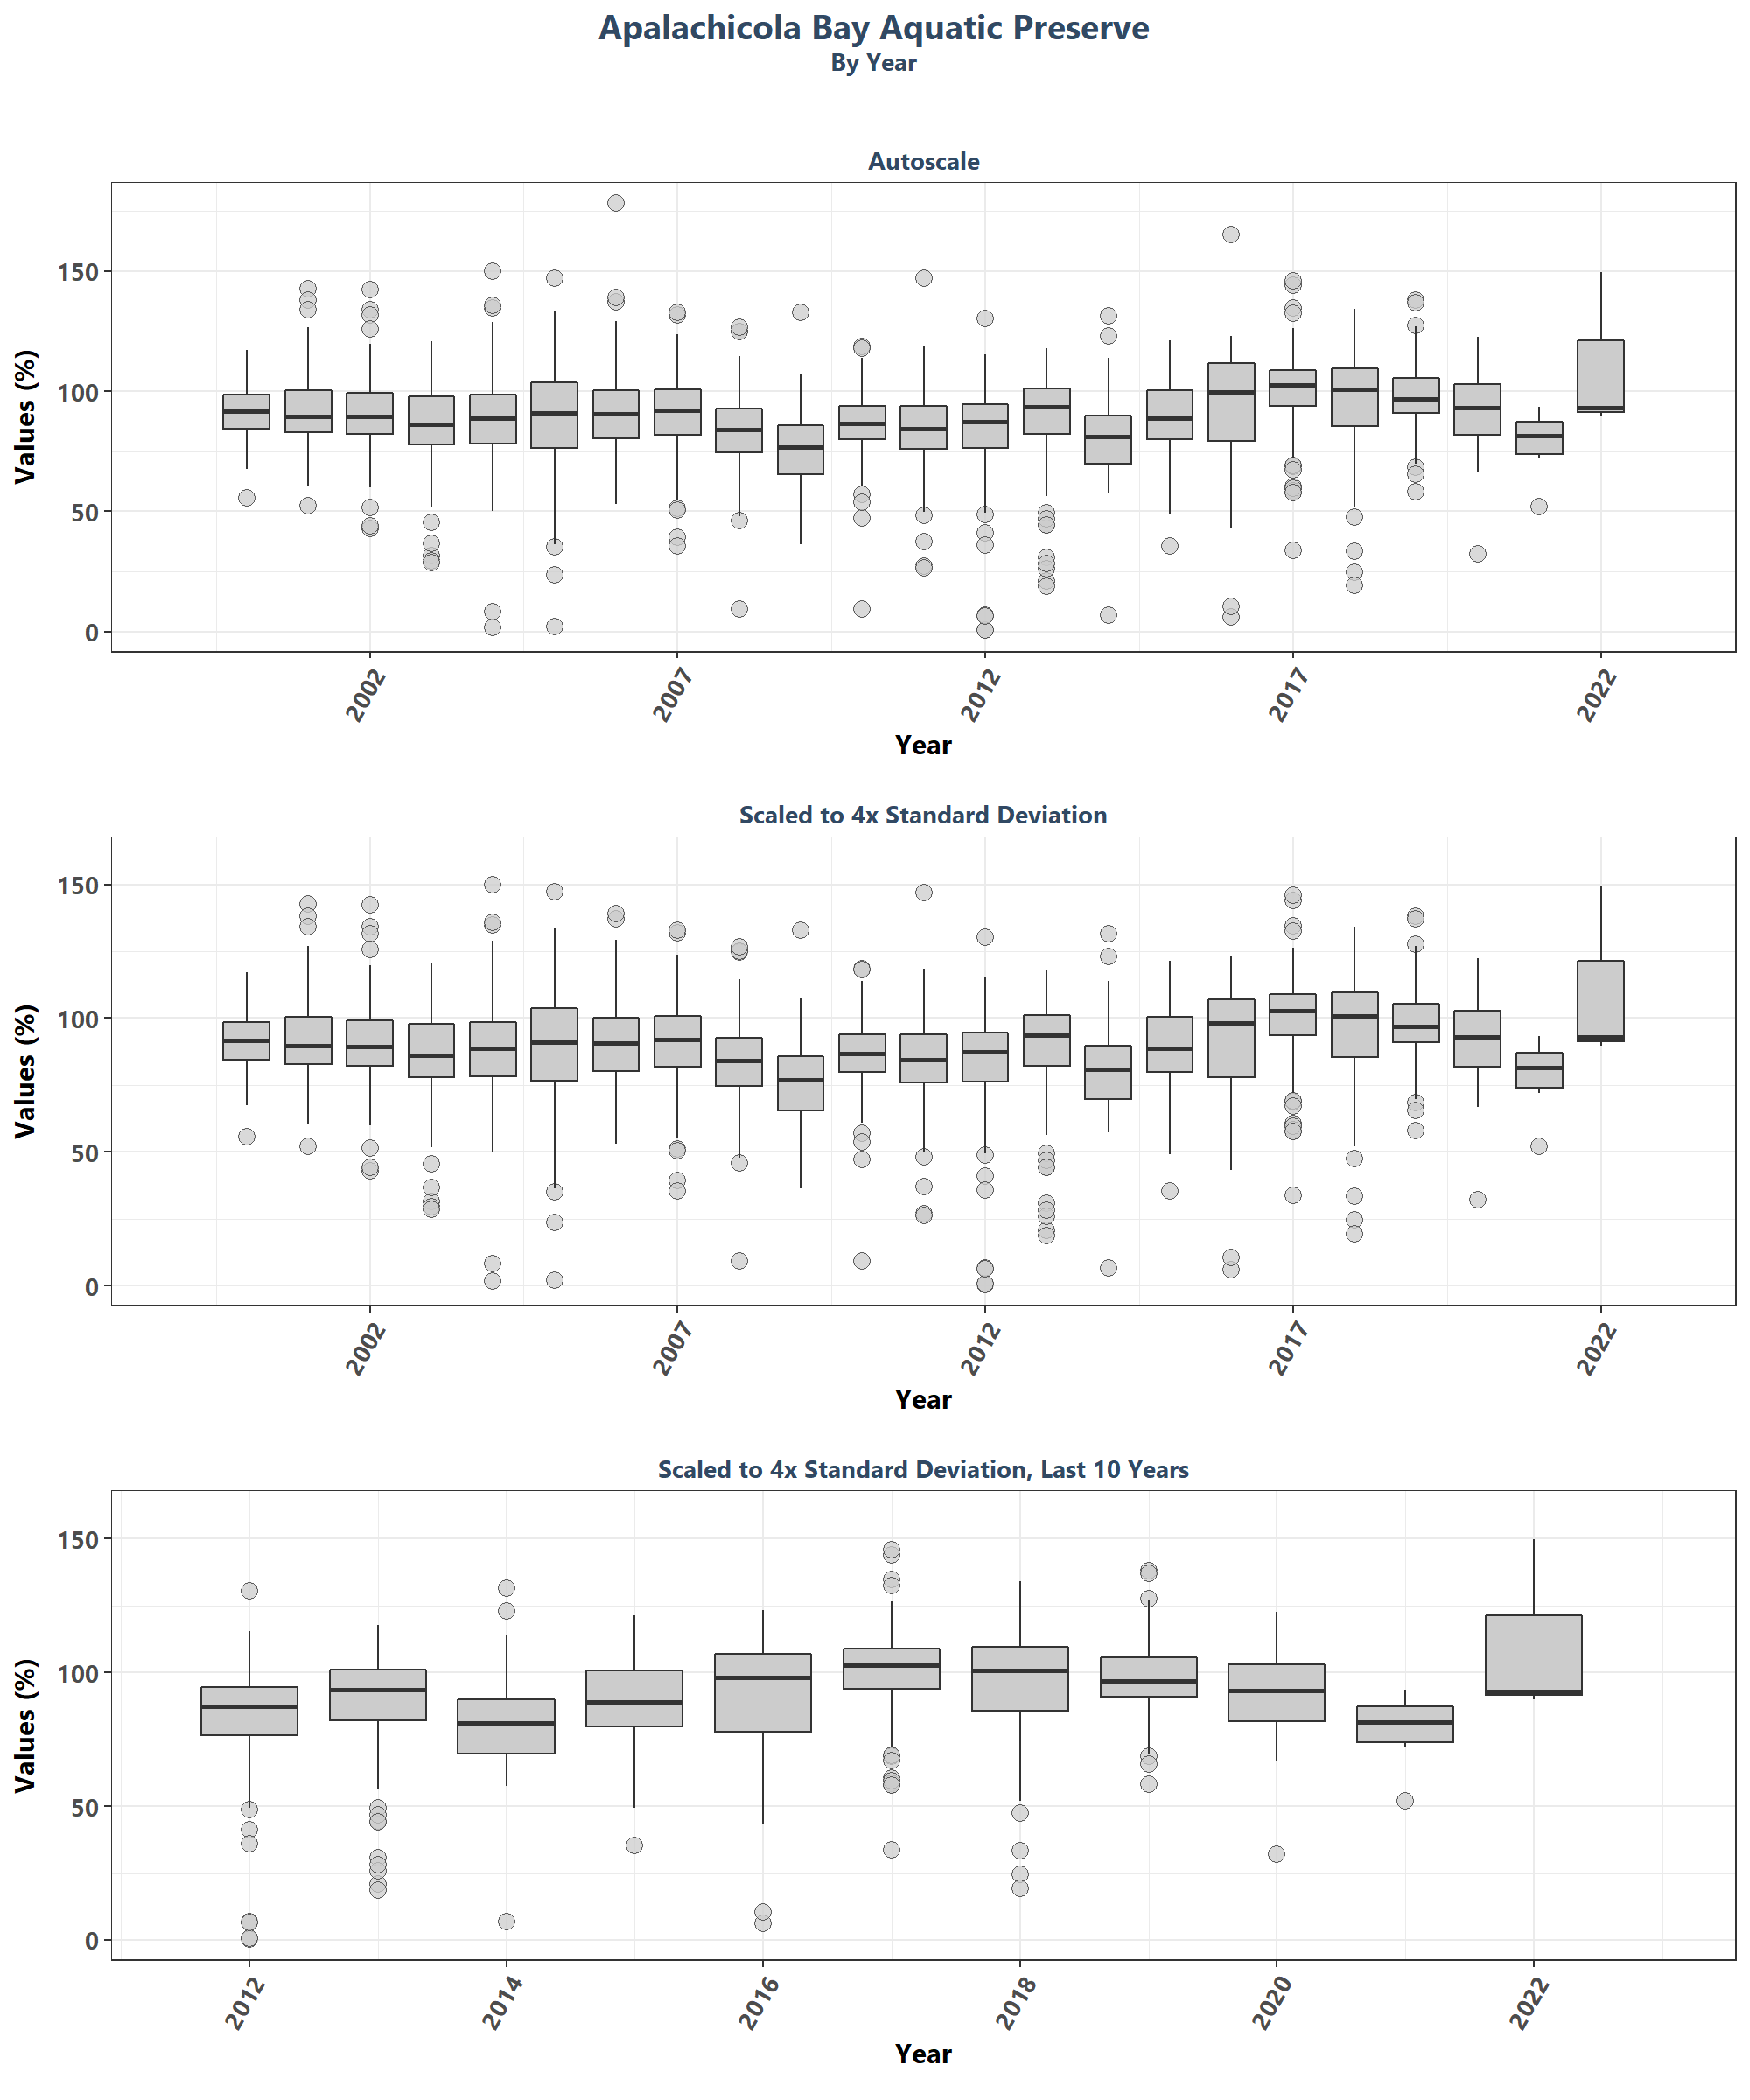 Apalachicola Bay Aquatic Preserve
By Year
Autoscale
Values (%)
150
100
50
0
2002 2007 2012 2017 2022
Year
Scaled to 4x Standard Deviation
Values (%)
150
100
50
0
2002 2007 2012 2017 2022
Year
Scaled to 4x Standard Deviation, Last 10 Years
Values (%)
150
100
50
0
2012 2014 2016 2018 2020 2022
Year